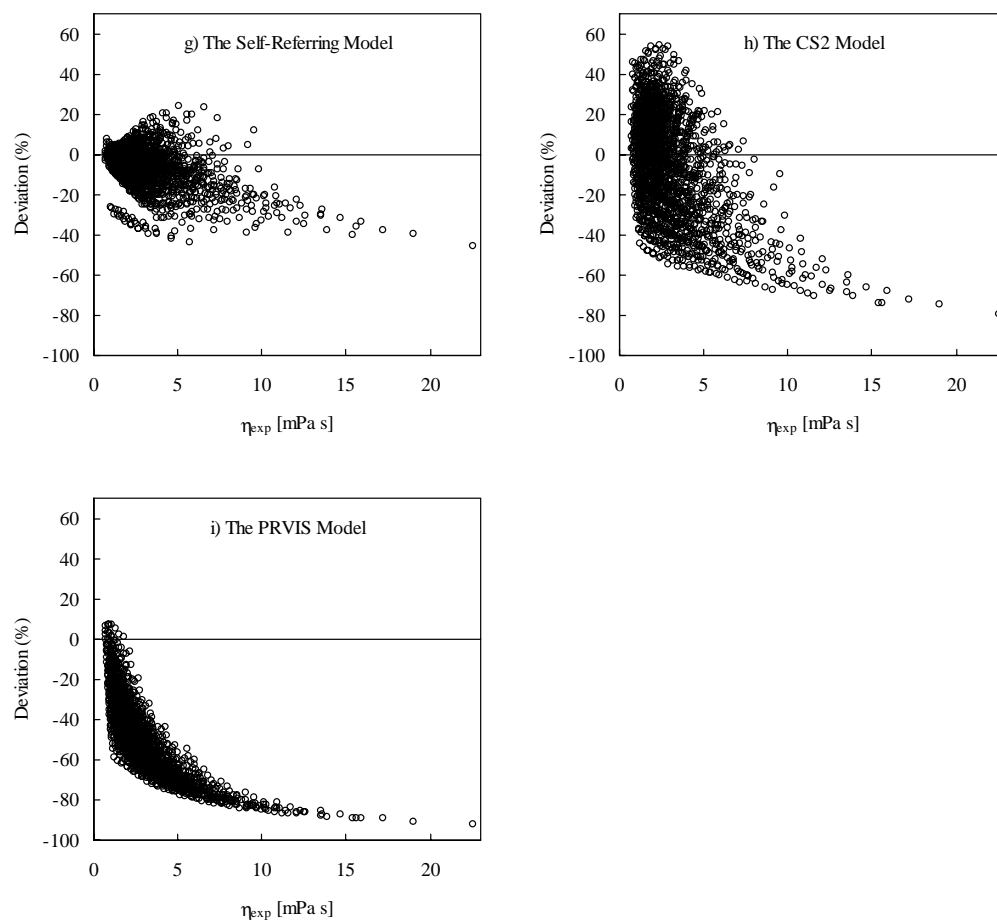 g) The Self-Referring Model
60
40
20
0
-20
-40
-60
-80
-100
Deviation (%)
0 5 10 15 20
ηexp [mPa s]
h) The CS2 Model
60
40
20
0
-20
-40
-60
-80
-100
Deviation (%)
0 5 10 15 20
ηexp [mPa s]
i) The PRVIS Model
60
40
20
0
-20
-40
-60
-80
-100
Deviation (%)
0 5 10 15 20
ηexp [mPa s]